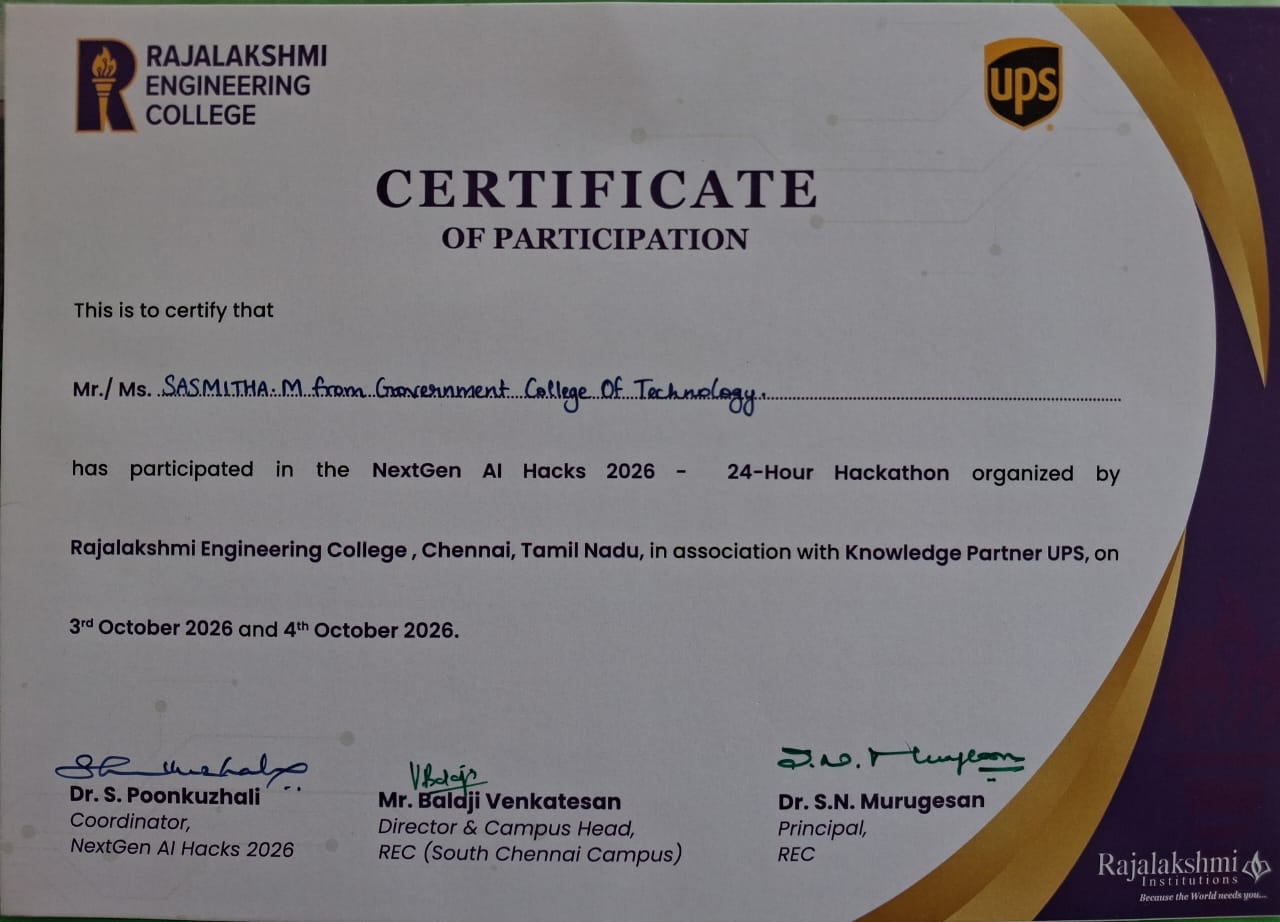 RAJALAKSHMI
ENGINEERING
COLLEGE
ups
CERTIFICATE
OF PARTICIPATION
This is to certify that
Mr./ Ms. SASMITHA. M from Government College Of Technology.
has participated in the NextGen AI Hacks 2026 - 24-Hour Hackathon organized by
Rajalakshmi Engineering College , Chennai, Tamil Nadu, in association with Knowledge Partner UPS, on
3rd October 2026 and 4th October 2026.
V Balaji
Dr. S. Poonkuzhali
Coordinator,
NextGen AI Hacks 2026
Mr. Balaji Venkatesan
Director & Campus Head,
REC (South Chennai Campus)
Dr. S.N. Murugesan
Principal,
REC
Rajalakshmi
Institutions
Because the World needs you...